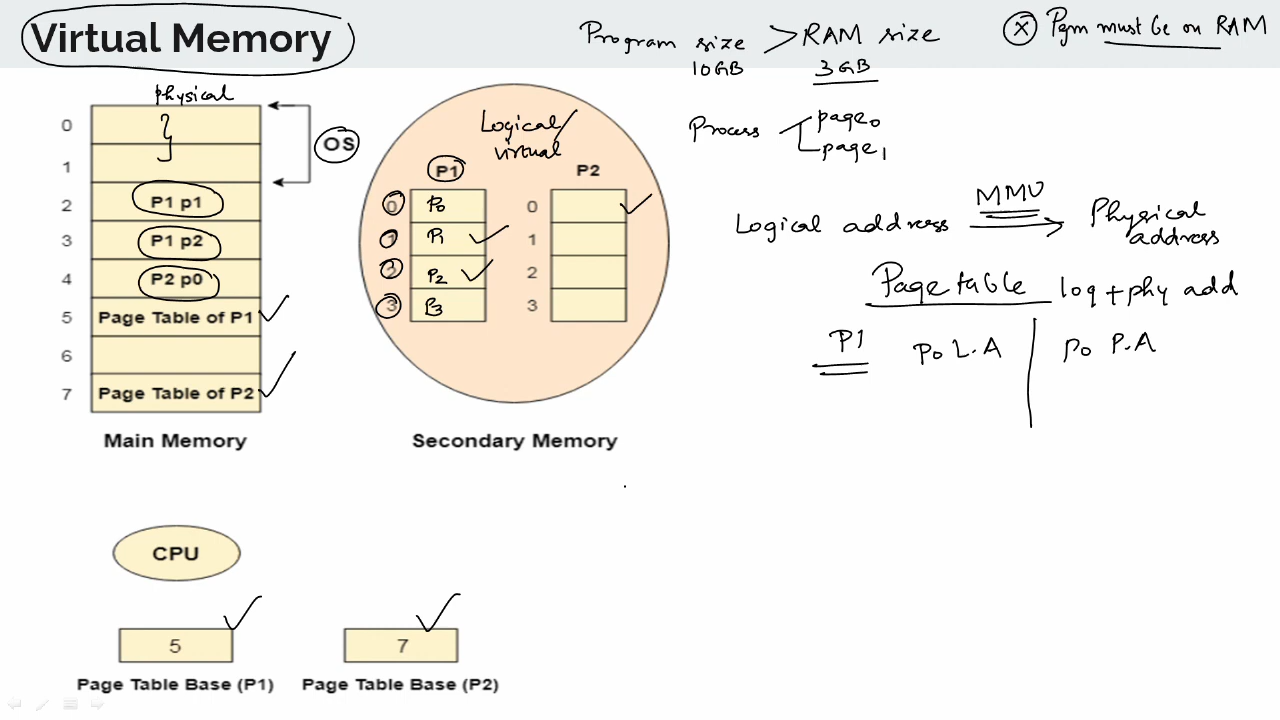 Virtual Memory
Program size > RAM size
10GB 3GB
Ⓧ Pgm must be on RAM
Physical
0
1
OS
2 P1 p1
3 P1 p2
4 P2 p0
5 Page Table of P1
6
7 Page Table of P2
Main Memory
Logical/
virtual
P1 P2
0 P0 0
1 P1 1
2 P2 2
3 P3 3
Secondary Memory
Process page0
page1
Logical address MMU → Physical
address
Page table log + phy add
P1 P0 L.A P0 P.A
CPU
5 7
Page Table Base (P1) Page Table Base (P2)